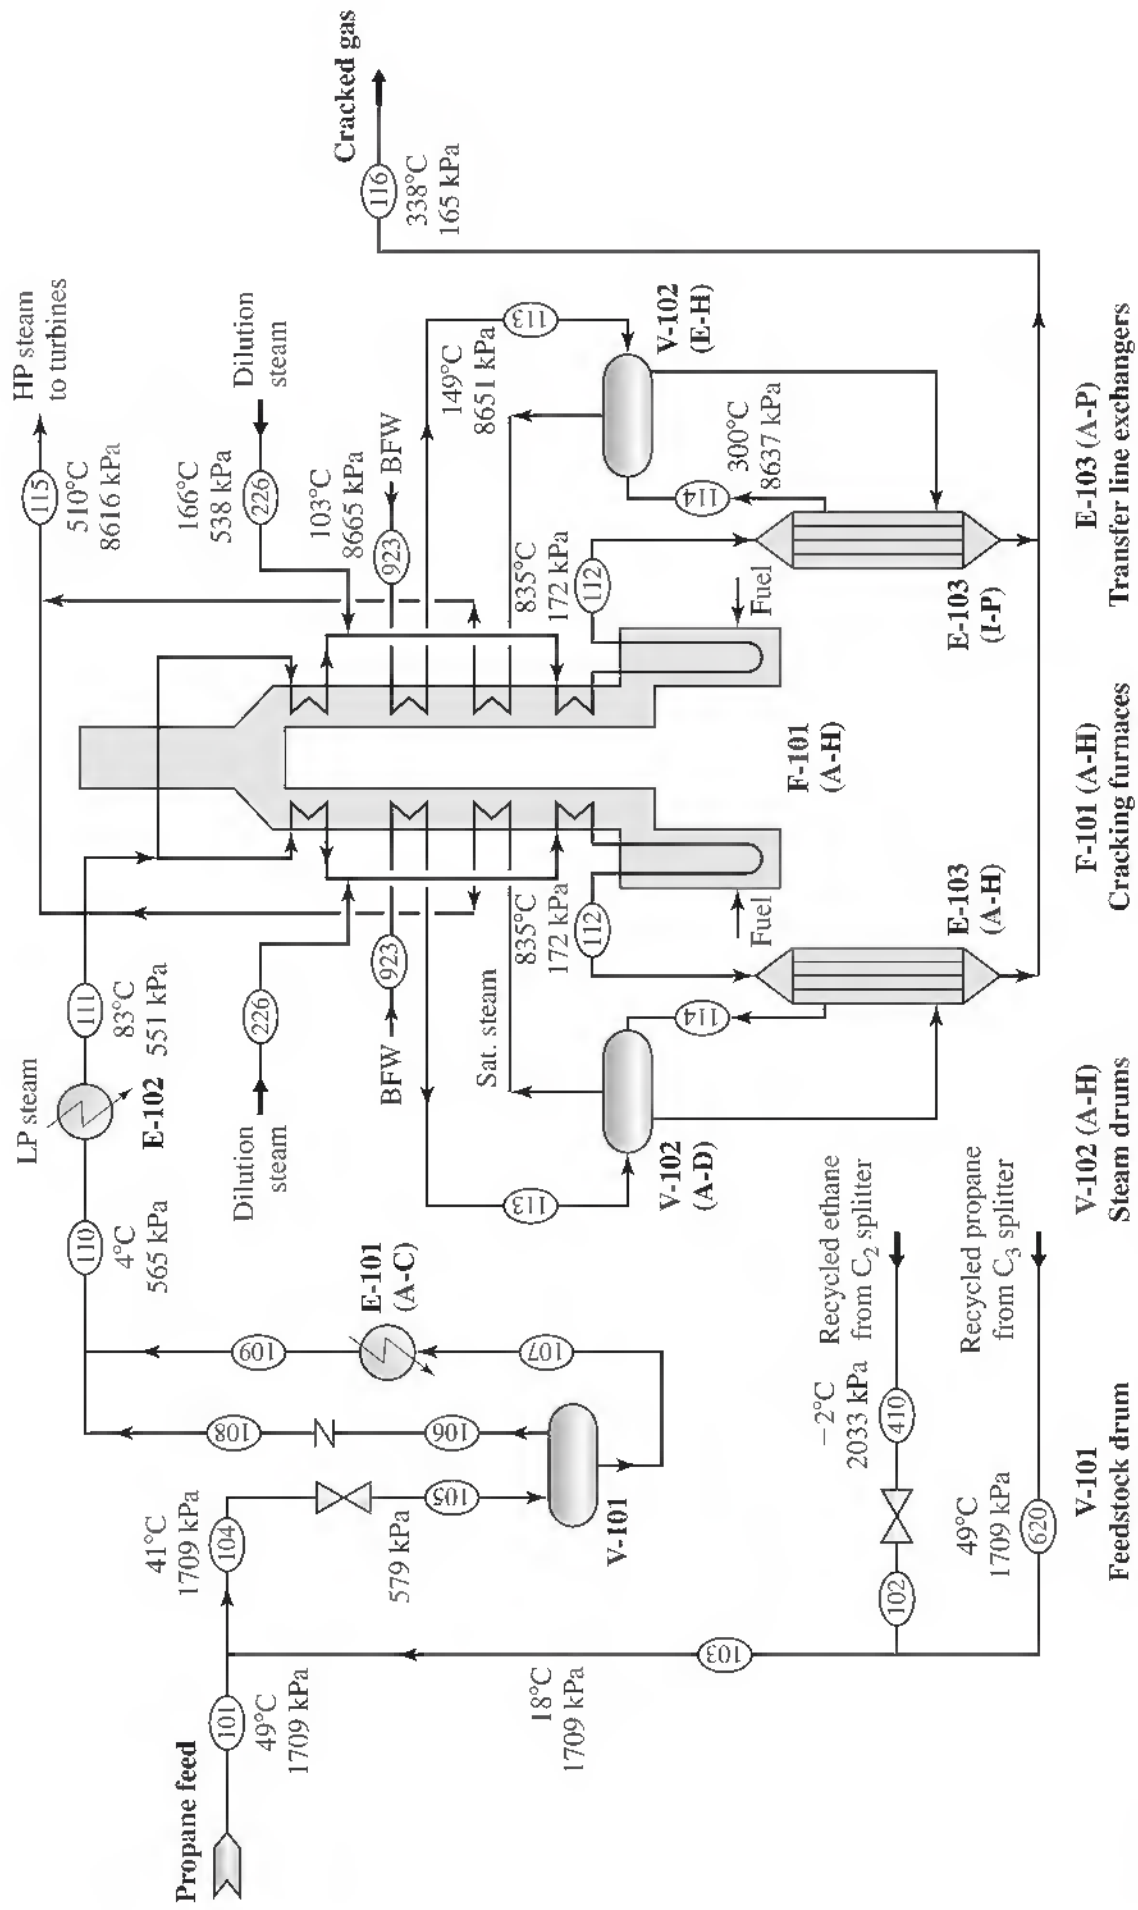 Propane feed
101
49°C
1709 kPa
41°C
1709 kPa
104
105
579 kPa
V-101
106
108
107
109
E-101
(A-C)
110
4°C
565 kPa
LP steam
E-102
111
83°C
551 kPa
103
18°C
1709 kPa
102
410
−2°C
2033 kPa
Recycled ethane
from C₂ splitter
620
49°C
1709 kPa
Recycled propane
from C₃ splitter
Dilution
steam
226
BFW
923
113
Sat. steam
V-102
(A-D)
114
835°C
172 kPa
112
Fuel
E-103
(A-H)
F-101
(A-H)
HP steam
to turbines
115
510°C
8616 kPa
Dilution
steam
226
166°C
538 kPa
103°C
8665 kPa
923
BFW
149°C
8651 kPa
113
V-102
(E-H)
114
300°C
8637 kPa
835°C
172 kPa
112
Fuel
E-103
(I-P)
Cracked gas
116
338°C
165 kPa
V-101
Feedstock drum
V-102 (A-H)
Steam drums
F-101 (A-H)
Cracking furnaces
E-103 (A-P)
Transfer line exchangers